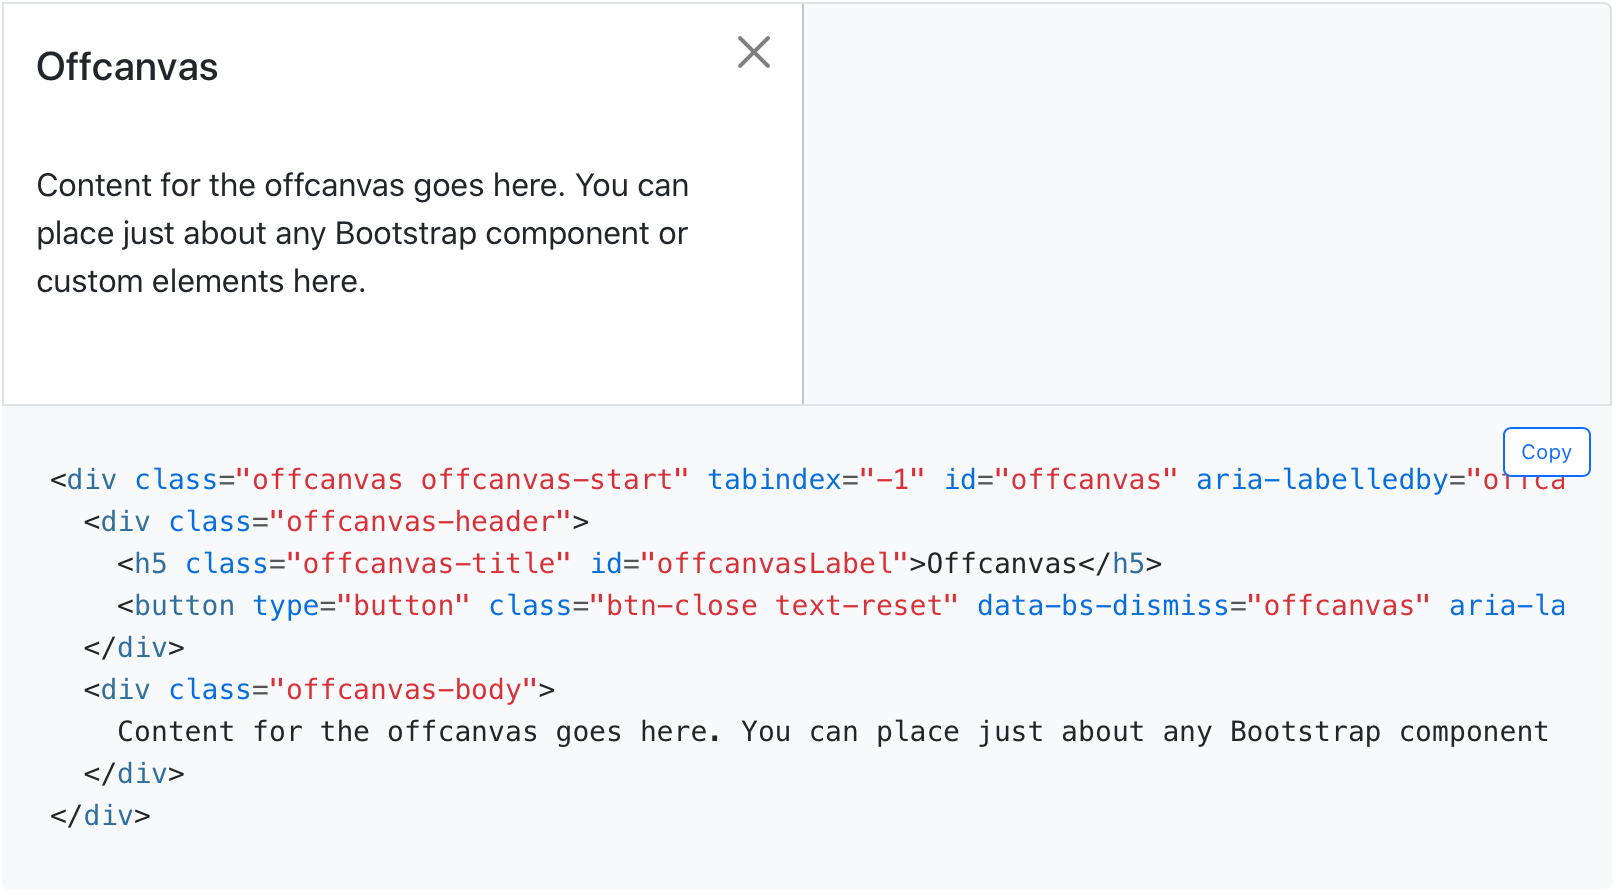 Offcanvas
Content for the offcanvas goes here. You can
place just about any Bootstrap component or
custom elements here.
Copy
<div class="offcanvas offcanvas-start" tabindex="-1" id="offcanvas" aria-labelledby="offca
  <div class="offcanvas-header">
    <h5 class="offcanvas-title" id="offcanvasLabel">Offcanvas</h5>
    <button type="button" class="btn-close text-reset" data-bs-dismiss="offcanvas" aria-la
  </div>
  <div class="offcanvas-body">
    Content for the offcanvas goes here. You can place just about any Bootstrap component
  </div>
</div>